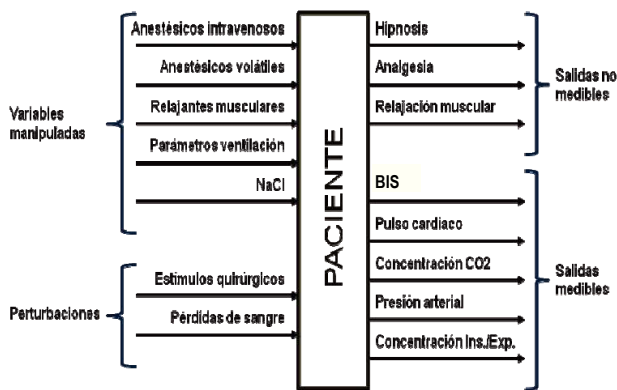 Variables
manipuladas
Anestésicos intravenosos
Anestésicos volátiles
Relajantes musculares
Parámetros ventilación
NaCl
Perturbaciones
Estímulos quirúrgicos
Pérdidas de sangre
PACIENTE
Hipnosis
Analgesia
Relajación muscular
Salidas no
medibles
BIS
Pulso cardiaco
Concentración CO2
Presión arterial
Concentración Ins./Exp.
Salidas
medibles